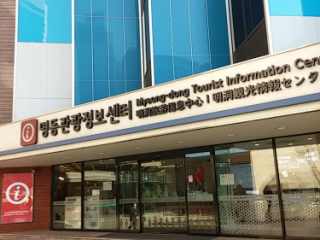 i 명동관광정보센터
Myeong-dong Tourist Information Cen
明洞旅游信息中心 | 明洞観光情報センタ
i